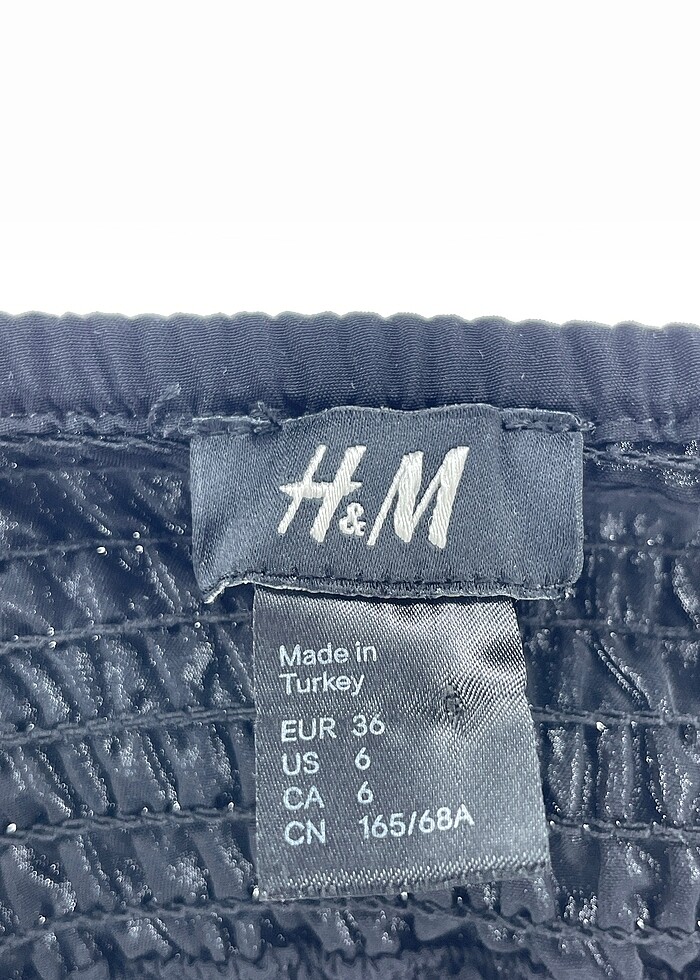 H&M
Made in
Turkey
EUR 36
US 6
CA 6
CN 165/68A